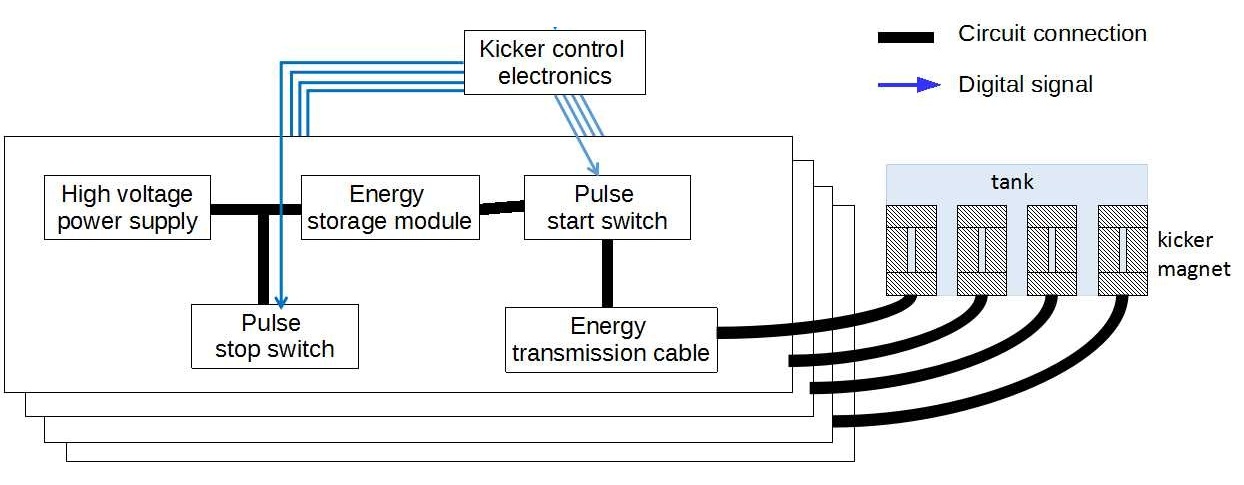 Kicker control
electronics
Circuit connection
Digital signal
High voltage
power supply
Energy
storage module
Pulse
start switch
Pulse
stop switch
Energy
transmission cable
tank
kicker
magnet